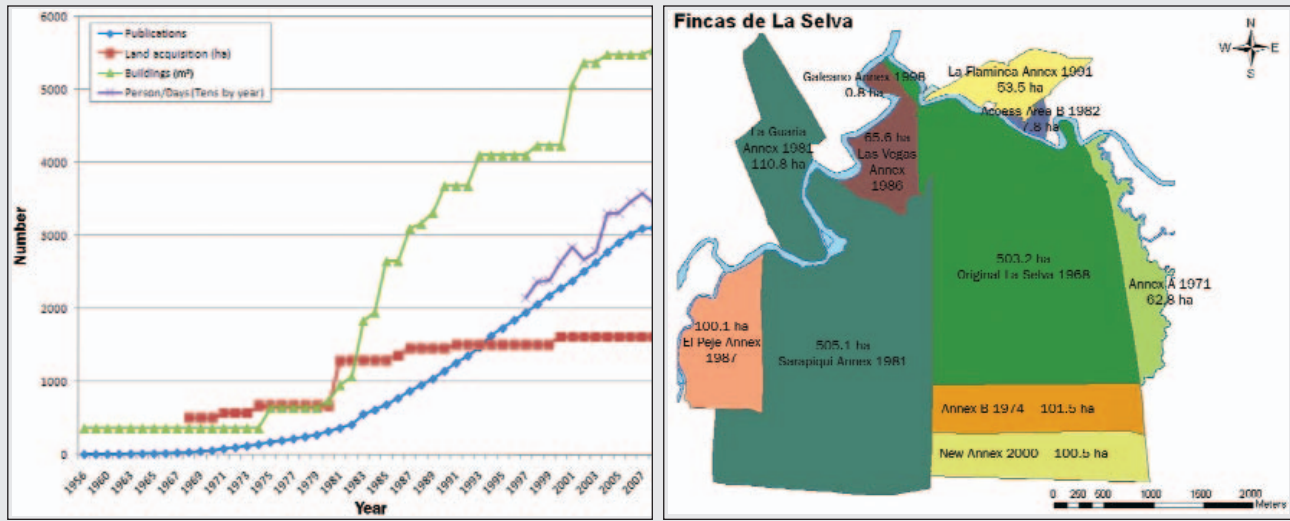 6000
5000
4000
3000
2000
1000
0
Number
Publications
Land acquisition (ha)
Buildings (m²)
Person/Days (Tens by year)
1956
1960
1963
1965
1967
1969
1971
1973
1975
1977
1979
1981
1983
1985
1987
1989
1991
1993
1995
1997
1999
2001
2003
2005
2007
Year
Fincas de La Selva
N
W E
S
Galeano Annex 1998
0.8 ha
La Flaminea Annex 1991
53.5 ha
Access Area B 1982
7.8 ha
La Guaria
Annex 1981
110.8 ha
65.6 ha
Las Vegas
Annex
1986
503.2 ha
Original La Selva 1968
Annex A 1971
62.8 ha
100.1 ha
El Peje Annex
1987
505.1 ha
Sarapiqui Annex 1981
Annex B 1974 101.5 ha
New Annex 2000 100.5 ha
0 250 500 1000 1500 2000
Meters